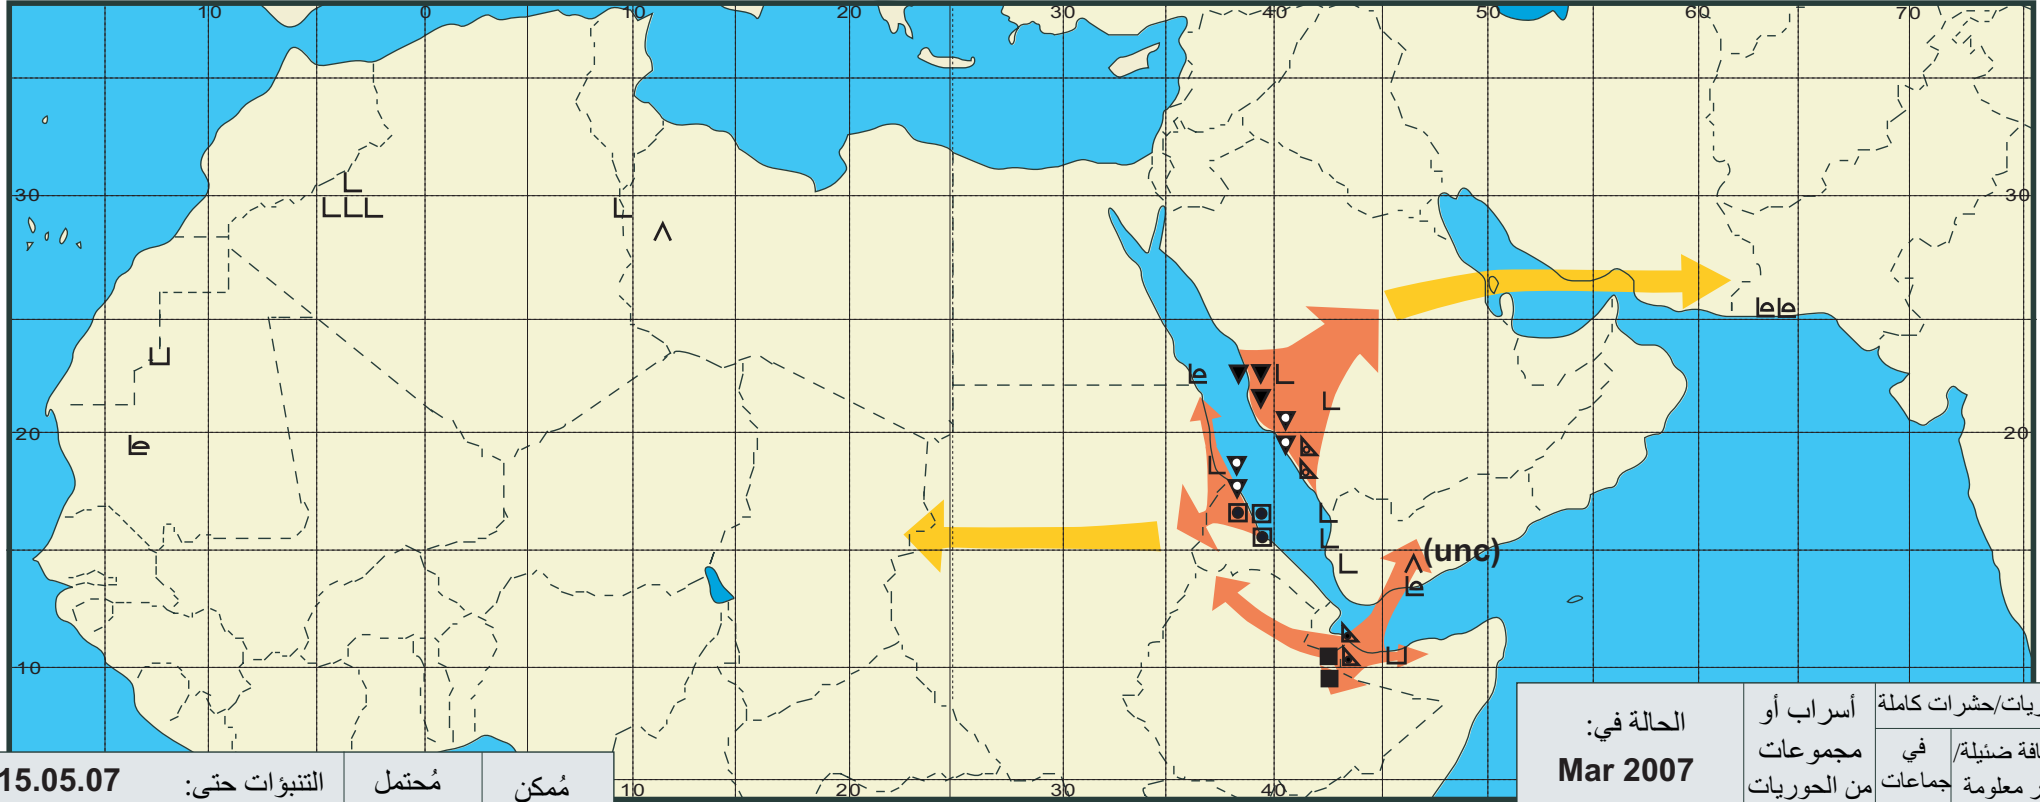 10 0 10 20 30 40 50 60 70
30 30
(unc)
20 20
10
الحالة في:
Mar 2007
أسراب أو
مجموعات
من الحوريات
حشرات كاملة
في
جماعات
ضئيلة/
معلومة
التنبؤات حتى:
15.05.07
مُحتمل
مُمكن
10 20 30 40